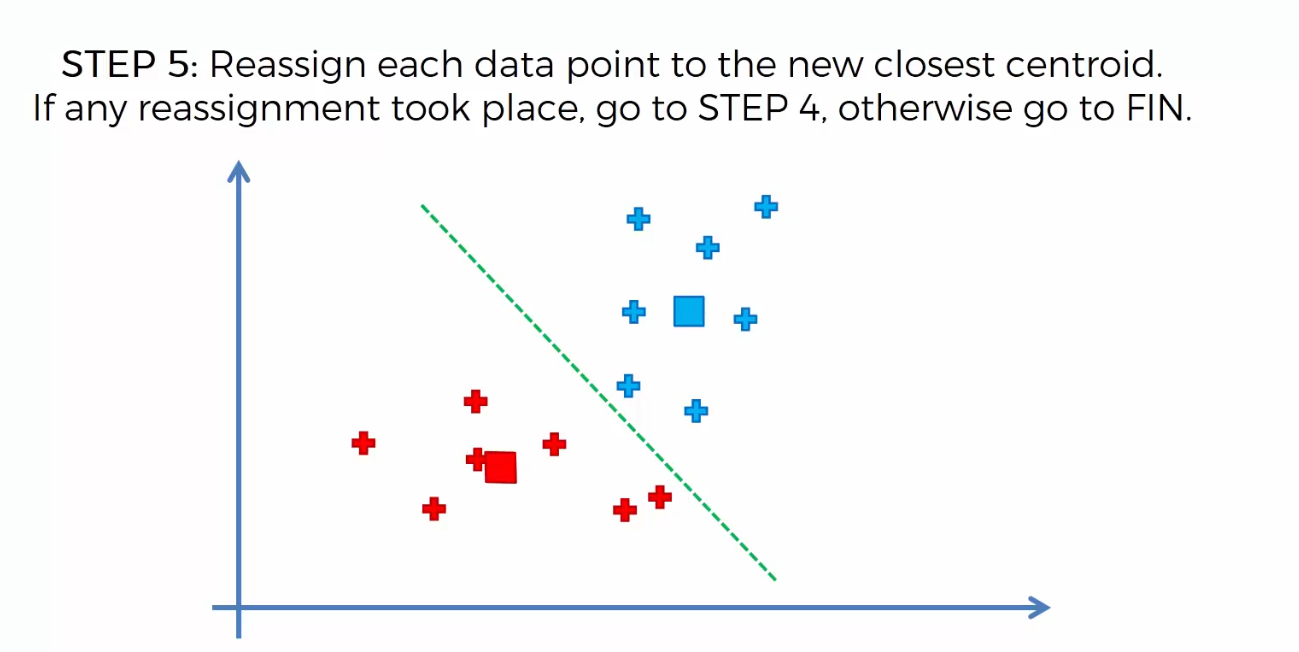 STEP 5: Reassign each data point to the new closest centroid.
If any reassignment took place, go to STEP 4, otherwise go to FIN.